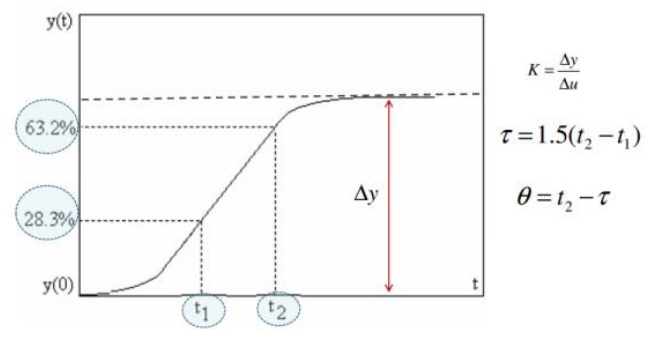 y(t)
63.2%
28.3%
y(0)
t₁
t₂
t
Δy
K = Δy/Δu
τ = 1.5(t₂ − t₁)
θ = t₂ − τ